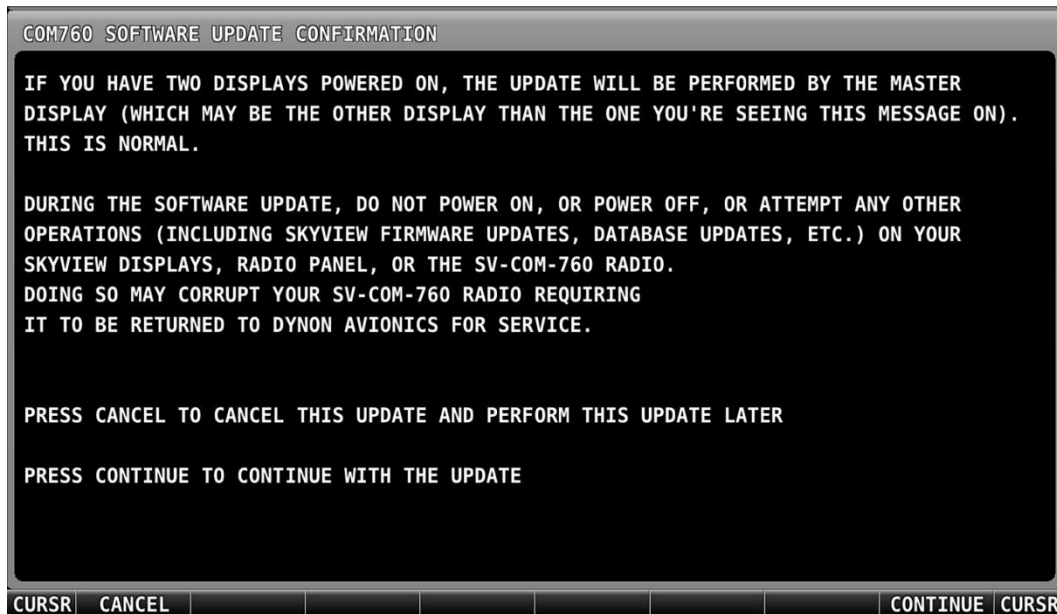 COM760 SOFTWARE UPDATE CONFIRMATION
IF YOU HAVE TWO DISPLAYS POWERED ON, THE UPDATE WILL BE PERFORMED BY THE MASTER
DISPLAY (WHICH MAY BE THE OTHER DISPLAY THAN THE ONE YOU'RE SEEING THIS MESSAGE ON).
THIS IS NORMAL.
DURING THE SOFTWARE UPDATE, DO NOT POWER ON, OR POWER OFF, OR ATTEMPT ANY OTHER
OPERATIONS (INCLUDING SKYVIEW FIRMWARE UPDATES, DATABASE UPDATES, ETC.) ON YOUR
SKYVIEW DISPLAYS, RADIO PANEL, OR THE SV-COM-760 RADIO.
DOING SO MAY CORRUPT YOUR SV-COM-760 RADIO REQUIRING
IT TO BE RETURNED TO DYNON AVIONICS FOR SERVICE.
PRESS CANCEL TO CANCEL THIS UPDATE AND PERFORM THIS UPDATE LATER
PRESS CONTINUE TO CONTINUE WITH THE UPDATE
CURSR CANCEL CONTINUE CURSR